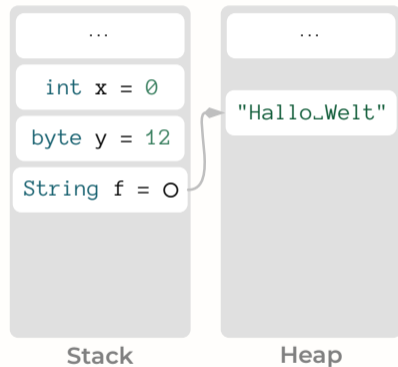 ...
int x = 0
byte y = 12
String f =
Stack
...
"Hallo␣Welt"
Heap